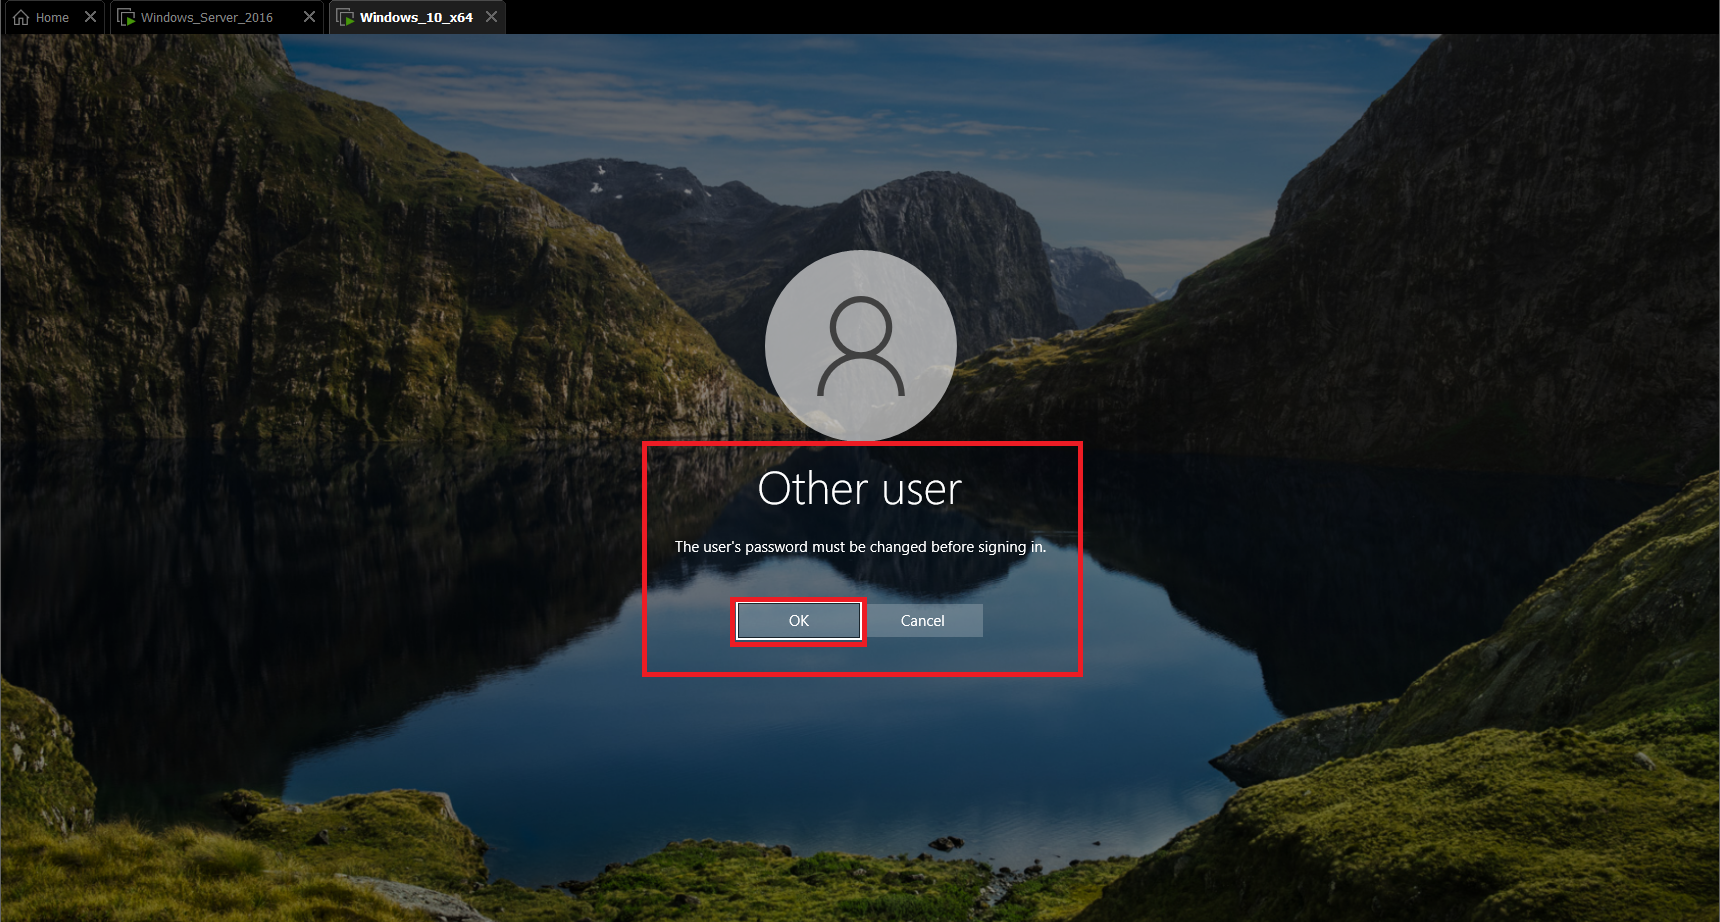 Home
Windows_Server_2016
Windows_10_x64
Other user
The user's password must be changed before signing in.
OK
Cancel